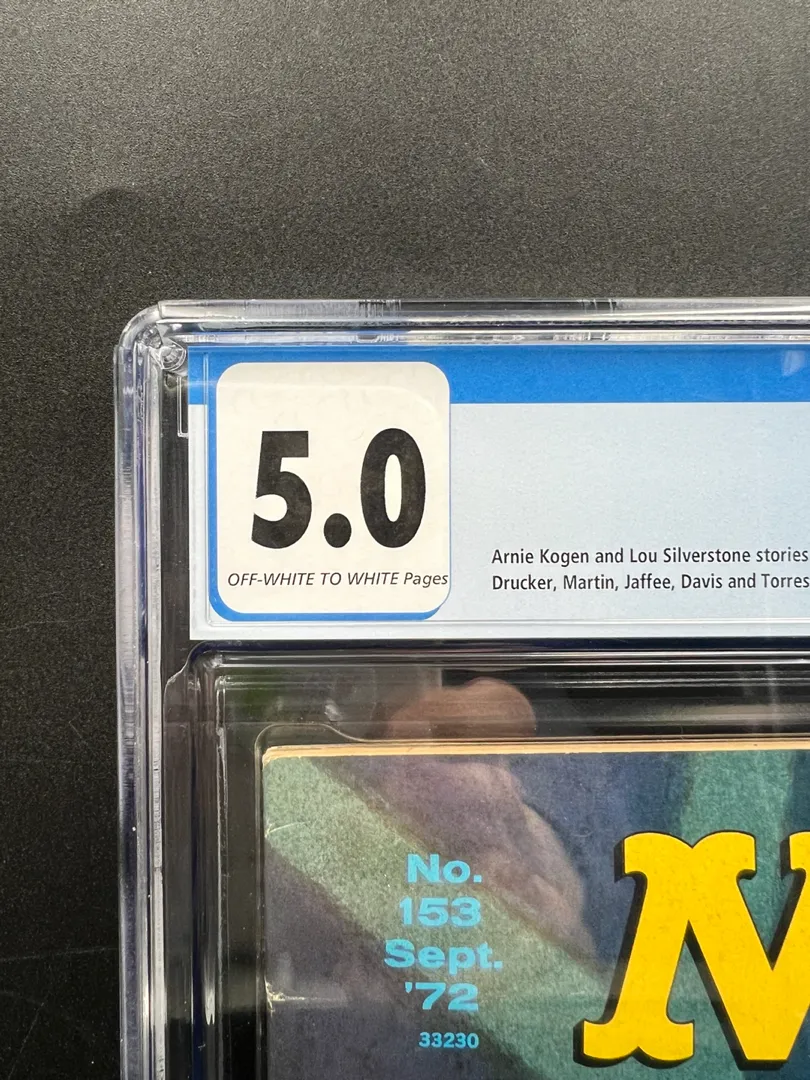 5.0
OFF-WHITE TO WHITE Pages
Arnie Kogen and Lou Silverstone stories
Drucker, Martin, Jaffee, Davis and Torres
No.
153
Sept.
'72
33230
M